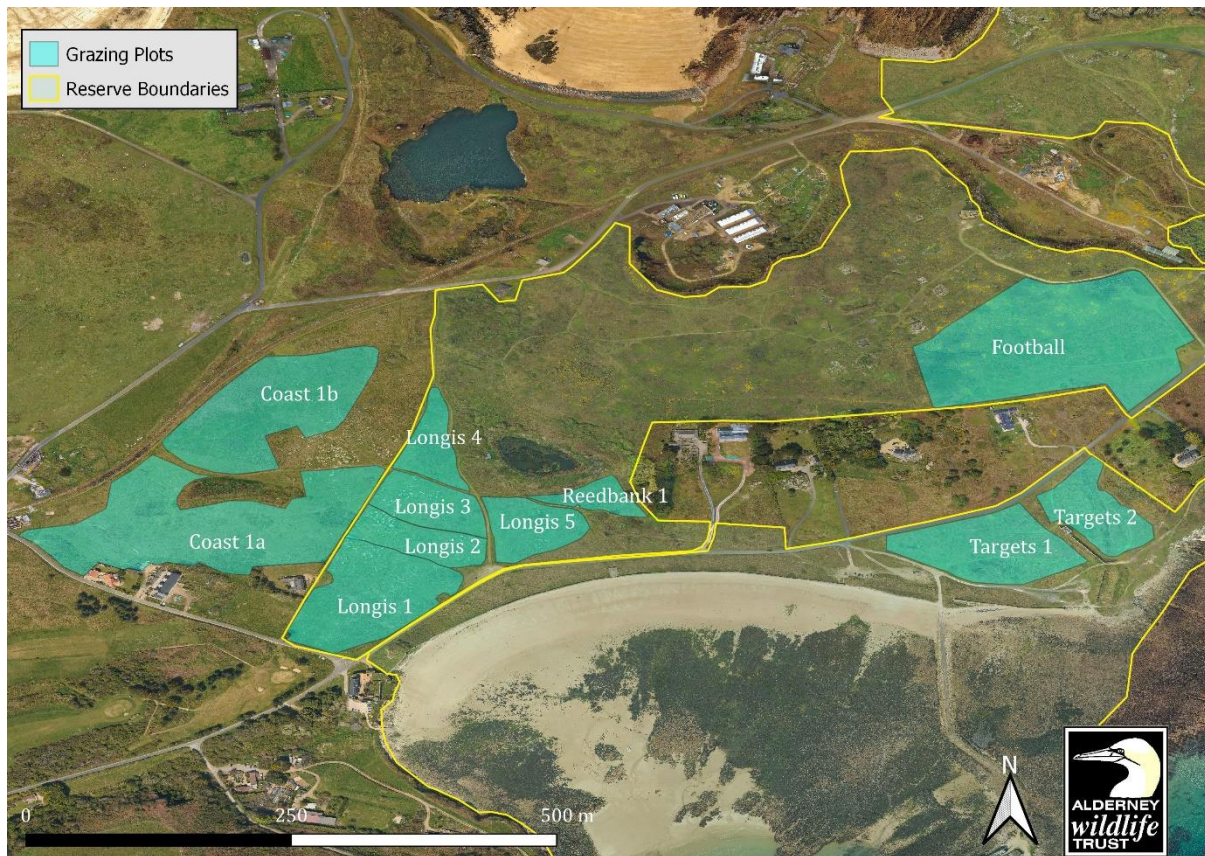 Grazing Plots
Reserve Boundaries
Coast 1b
Football
Longis 4
Longis 3
Reedbank 1
Longis 5
Coast 1a
Longis 2
Targets 2
Targets 1
Longis 1
N
0
250
500 m
ALDERNEY
wildlife
TRUST